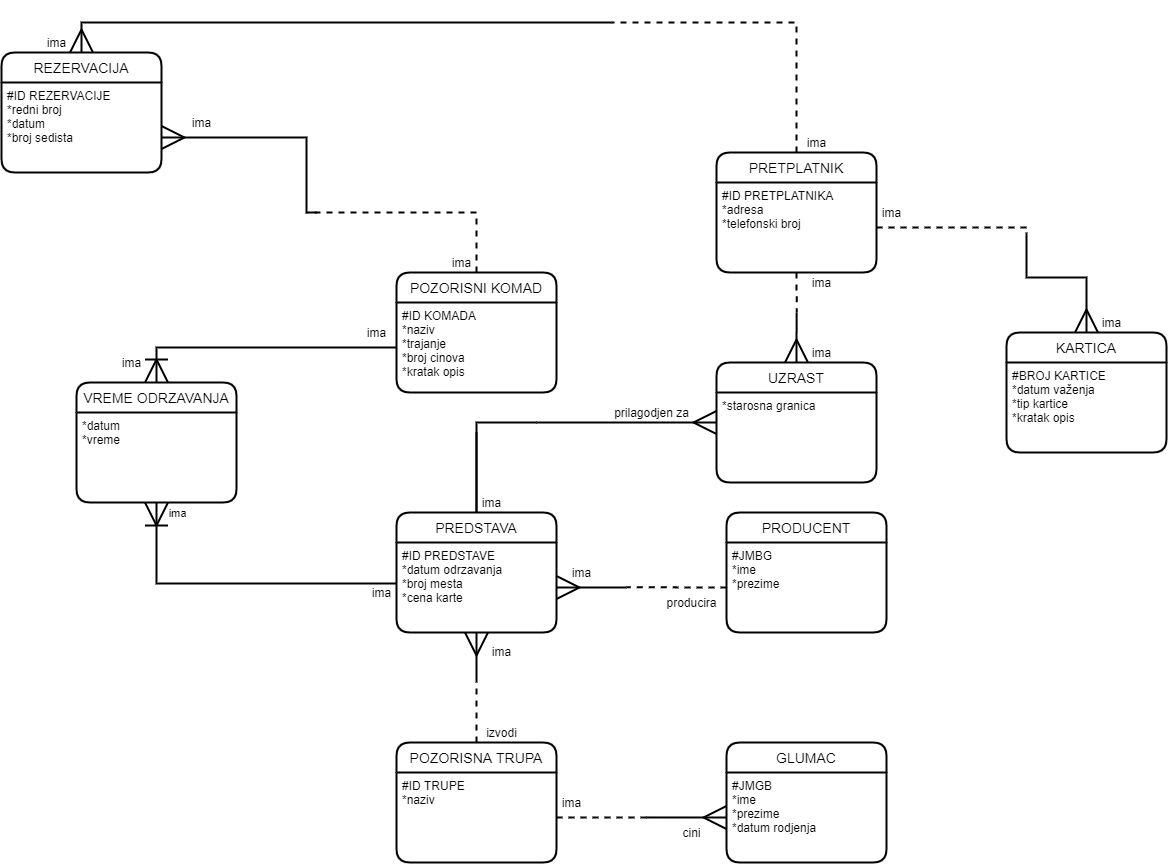 ima
REZERVACIJA
#ID REZERVACIJE
*redni broj
*datum
*broj sedista
ima
ima
PRETPLATNIK
#ID PRETPLATNIKA
*adresa
*telefonski broj
ima
ima
ima
POZORISNI KOMAD
#ID KOMADA
*naziv
*trajanje
*broj cinova
*kratak opis
ima
ima
KARTICA
#BROJ KARTICE
*datum važenja
*tip kartice
*kratak opis
ima
UZRAST
*starosna granica
prilagodjen za
ima
VREME ODRZAVANJA
*datum
*vreme
ima
ima
PREDSTAVA
#ID PREDSTAVE
*datum odrzavanja
*broj mesta
*cena karte
ima
ima
producira
PRODUCENT
#JMBG
*ime
*prezime
ima
izvodi
POZORISNA TRUPA
#ID TRUPE
*naziv
ima
cini
GLUMAC
#JMGB
*ime
*prezime
*datum rodjenja